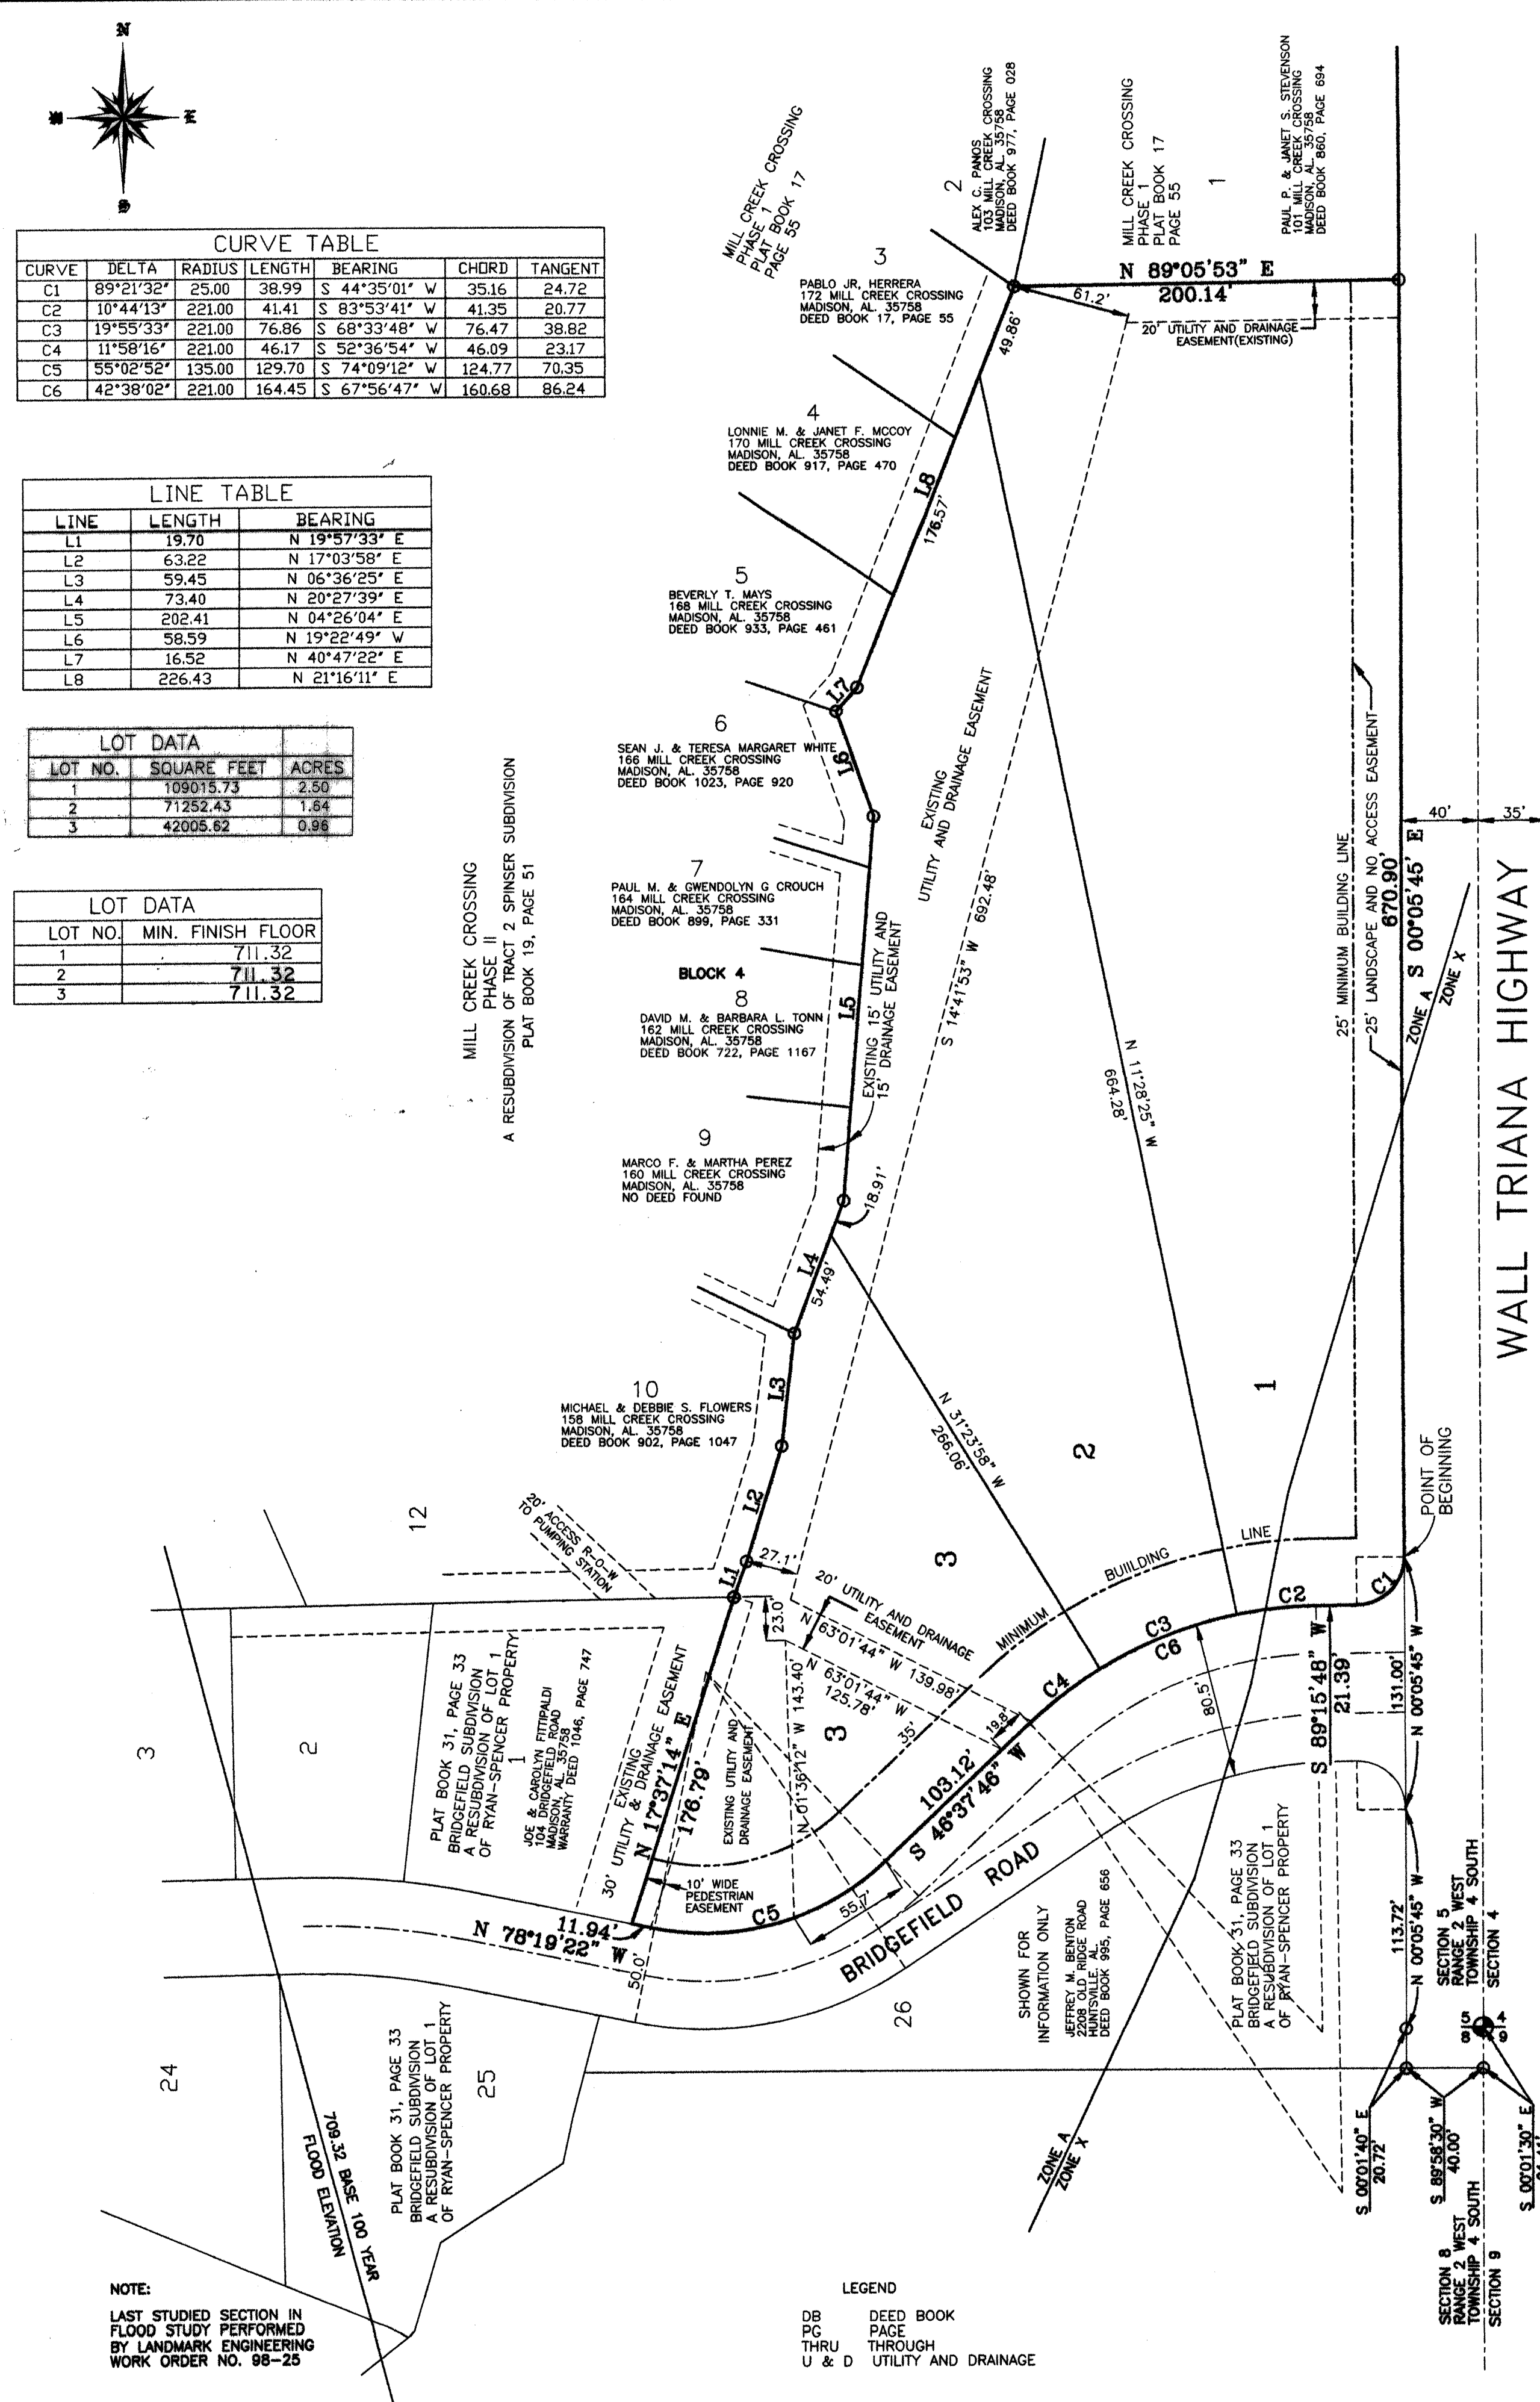 N
W E
S
CURVE TABLE
CURVE DELTA RADIUS LENGTH BEARING CHORD TANGENT
C1 89°21'32" 25.00 38.99 S 44°35'01" W 35.16 24.72
C2 10°44'13" 221.00 41.41 S 83°53'41" W 41.35 20.77
C3 19°55'33" 221.00 76.86 S 68°33'48" W 76.47 38.82
C4 11°58'16" 221.00 46.17 S 52°36'54" W 46.09 23.17
C5 55°02'52" 135.00 129.70 S 74°09'12" W 124.77 70.35
C6 42°38'02" 221.00 164.45 S 67°56'47" W 160.68 86.24
LINE TABLE
LINE LENGTH BEARING
L1 19.70 N 19°57'33" E
L2 63.22 N 17°03'58" E
L3 59.45 N 06°36'25" E
L4 73.40 N 20°27'39" E
L5 202.41 N 04°26'04" E
L6 58.59 N 19°22'49" W
L7 16.52 N 40°47'22" E
L8 226.43 N 21°16'11" E
LOT DATA
LOT NO. SQUARE FEET ACRES
1 109015.73 2.50
2 71252.43 1.64
3 42005.62 0.96
LOT DATA
LOT NO. MIN. FINISH FLOOR
1 711.32
2 711.32
3 711.32
MILL CREEK CROSSING
PHASE II
A RESUBDIVISION OF TRACT 2 SPINSER SUBDIVISION
PLAT BOOK 19, PAGE 51
MILL CREEK CROSSING
PHASE 1
PLAT BOOK 17
PAGE 55
2
ALEX C. PANOS
103 MILL CREEK CROSSING
MADISON, AL. 35758
DEED BOOK 977, PAGE 028
MILL CREEK CROSSING
PHASE 1
PLAT BOOK 17
PAGE 55
1
PAUL P. & JANET S. STEVENSON
101 MILL CREEK CROSSING
MADISON, AL. 35758
DEED BOOK 860, PAGE 694
3
PABLO JR, HERRERA
172 MILL CREEK CROSSING
MADISON, AL. 35758
DEED BOOK 17, PAGE 55
N 89°05'53" E
200.14'
61.2'
49.86'
20' UTILITY AND DRAINAGE
EASEMENT(EXISTING)
4
LONNIE M. & JANET F. MCCOY
170 MILL CREEK CROSSING
MADISON, AL. 35758
DEED BOOK 917, PAGE 470
L8
176.57'
5
BEVERLY T. MAYS
168 MILL CREEK CROSSING
MADISON, AL. 35758
DEED BOOK 933, PAGE 461
L7
6
SEAN J. & TERESA MARGARET WHITE
166 MILL CREEK CROSSING
MADISON, AL. 35758
DEED BOOK 1023, PAGE 920
L6
EXISTING
UTILITY AND DRAINAGE EASEMENT
S 14°41'53" W 692.48'
7
PAUL M. & GWENDOLYN G CROUCH
164 MILL CREEK CROSSING
MADISON, AL. 35758
DEED BOOK 899, PAGE 331
BLOCK 4
8
DAVID M. & BARBARA L. TONN
162 MILL CREEK CROSSING
MADISON, AL. 35758
DEED BOOK 722, PAGE 1167
L5
EXISTING 15' UTILITY AND
15' DRAINAGE EASEMENT
9
MARCO F. & MARTHA PEREZ
160 MILL CREEK CROSSING
MADISON, AL. 35758
NO DEED FOUND
18.91'
L4
54.49'
N 11°28'25" W
664.28'
25' MINIMUM BUILDING LINE
25' LANDSCAPE AND NO ACCESS EASEMENT
S 00°05'45" E
670.90'
40'
35'
ZONE A
ZONE X
WALL TRIANA HIGHWAY
10
MICHAEL & DEBBIE S. FLOWERS
158 MILL CREEK CROSSING
MADISON, AL. 35758
DEED BOOK 902, PAGE 1047
L3
L2
L1
N 31°23'58" W
266.06'
1
2
3
POINT OF
BEGINNING
12
20' ACCESS R-O-W
TO PUMPING STATION
27.1'
23.0'
20' UTILITY AND DRAINAGE
EASEMENT
N 63°01'44" W 139.98'
N 63°01'44" W
125.78'
MINIMUM BUIILDING LINE
C1
C2
C3
C6
C4
C5
19.8'
35'
80.5'
3
N 01°36'12" W 143.40'
103.12'
S 46°37'46" W
55.7'
S 89°15'48" W
21.39'
131.00'
N 00°05'45" W
113.72'
N 00°05'45" W
3
2
PLAT BOOK 31, PAGE 33
BRIDGEFIELD SUBDIVISION
A RESUBDIVISION OF LOT 1
OF RYAN-SPENCER PROPERTY
1
JOE & CAROLYN FITTIPALDI
104 DRIDGEFIELD ROAD
MADISON, AL. 35758
WARRANTY DEED 1046, PAGE 747
EXISTING
30' UTILITY & DRAINAGE EASEMENT
N 17°37'14" E
176.79'
EXISTING UTILITY AND
DRAINAGE EASEMENT
10' WIDE
PEDESTRIAN
EASEMENT
11.94'
N 78°19'22" W
50.0'
BRIDGEFIELD ROAD
26
SHOWN FOR
INFORMATION ONLY
JEFFREY M. BENTON
2208 OLD RIDGE ROAD
HUNTSVILLE, AL.
DEED BOOK 995, PAGE 656
PLAT BOOK 31, PAGE 33
BRIDGEFIELD SUBDIVISION
A RESUBDIVISION OF LOT 1
OF RYAN-SPENCER PROPERTY
SECTION 5
RANGE 2 WEST
TOWNSHIP 4 SOUTH
SECTION 4
5 4
8 9
24
25
PLAT BOOK 31, PAGE 33
BRIDGEFIELD SUBDIVISION
A RESUBDIVISION OF LOT 1
OF RYAN-SPENCER PROPERTY
709.32 BASE 100 YEAR
FLOOD ELEVATION
ZONE A
ZONE X
S 00°01'40" E
20.72'
S 89°58'30" W
40.00'
S 00°01'30" E
SECTION 8
RANGE 2 WEST
TOWNSHIP 4 SOUTH
SECTION 9
NOTE:
LAST STUDIED SECTION IN
FLOOD STUDY PERFORMED
BY LANDMARK ENGINEERING
WORK ORDER NO. 98-25
LEGEND
DB DEED BOOK
PG PAGE
THRU THROUGH
U & D UTILITY AND DRAINAGE